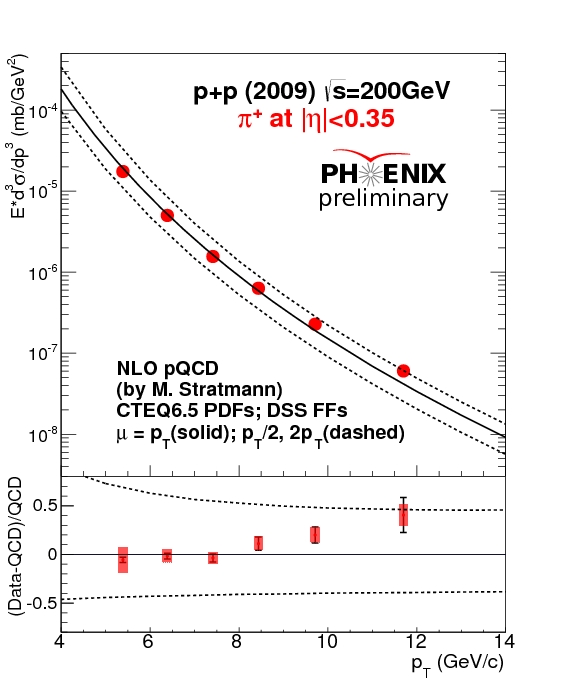 p+p (2009) √s=200GeV
π⁺ at |η|<0.35
PHENIX
preliminary
E*d³σ/dp³ (mb/GeV²)
10⁻⁴
10⁻⁵
10⁻⁶
10⁻⁷
10⁻⁸
NLO pQCD
(by M. Stratmann)
CTEQ6.5 PDFs; DSS FFs
μ = p_T(solid); p_T/2, 2p_T(dashed)
(Data-QCD)/QCD
0.5
0
-0.5
4 6 8 10 12 14
p_T (GeV/c)